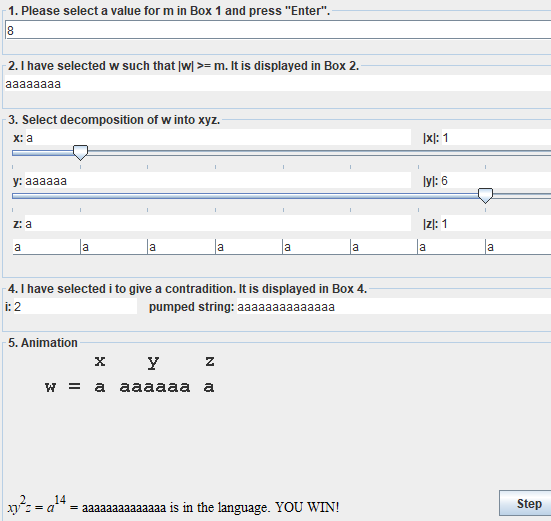 1. Please select a value for m in Box 1 and press "Enter".
8
2. I have selected w such that |w| >= m. It is displayed in Box 2.
aaaaaaaa
3. Select decomposition of w into xyz.
x: a |x|: 1
y: aaaaaa |y|: 6
z: a |z|: 1
a a a a a a a a
4. I have selected i to give a contradition. It is displayed in Box 4.
i: 2 pumped string: aaaaaaaaaaaaaa
5. Animation
x y z
w = a aaaaaa a
xy²z = a¹⁴ = aaaaaaaaaaaaaa is in the language. YOU WIN!
Step